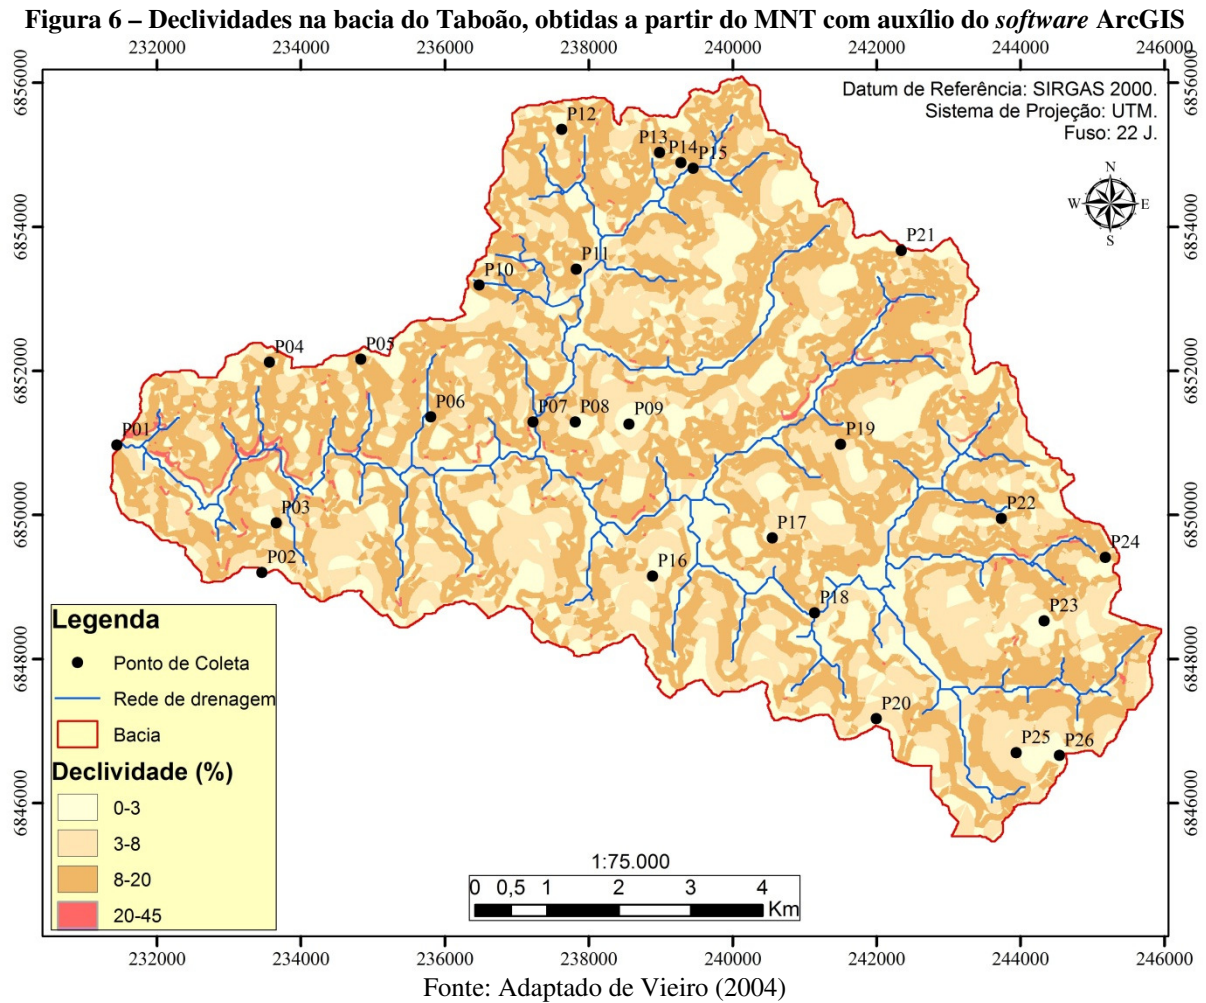 Figura 6 – Declividades na bacia do Taboão, obtidas a partir do MNT com auxílio do software ArcGIS
232000 234000 236000 238000 240000 242000 244000 246000
6856000
6854000
6852000
6850000
6848000
6846000
6856000
6854000
6852000
6850000
6848000
6846000
Datum de Referência: SIRGAS 2000.
Sistema de Projeção: UTM.
Fuso: 22 J.
N
W E
S
P12
P13
P14
P15
P21
P11
P10
P04
P05
P06
P07
P08
P09
P01
P19
P03
P22
P17
P24
P02
P16
P18
P23
P20
P25
P26
Legenda
Ponto de Coleta
Rede de drenagem
Bacia
Declividade (%)
0-3
3-8
8-20
20-45
1:75.000
0 0,5 1 2 3 4
Km
232000 234000 236000 238000 240000 242000 244000 246000
Fonte: Adaptado de Vieiro (2004)